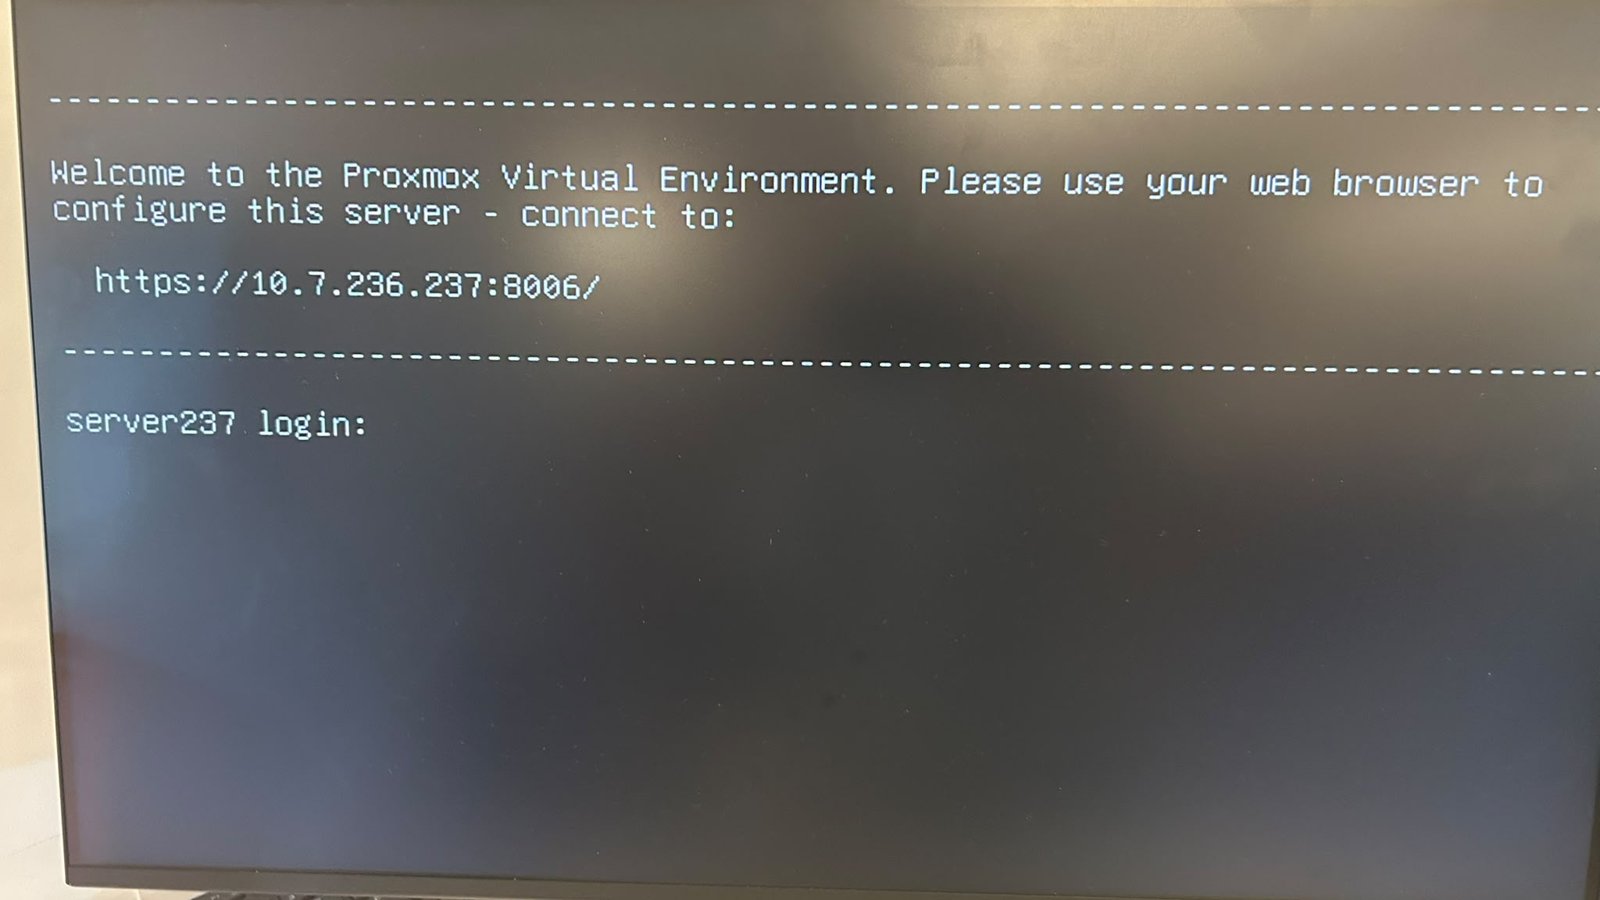 --------------------------------------------------------------------------------
Welcome to the Proxmox Virtual Environment. Please use your web browser to
configure this server - connect to:
https://10.7.236.237:8006/
--------------------------------------------------------------------------------
server237 login: